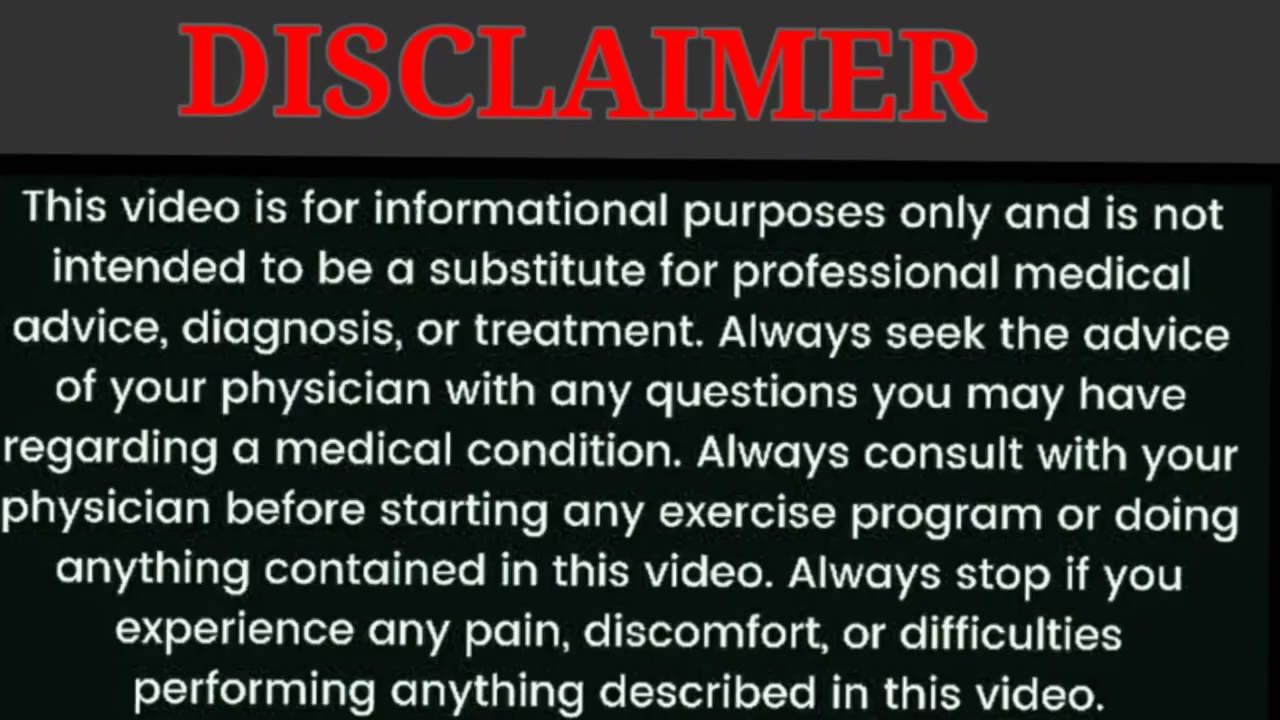 DISCLAIMER
This video is for informational purposes only and is not
intended to be a substitute for professional medical
advice, diagnosis, or treatment. Always seek the advice
of your physician with any questions you may have
regarding a medical condition. Always consult with your
physician before starting any exercise program or doing
anything contained in this video. Always stop if you
experience any pain, discomfort, or difficulties
performing anything described in this video.